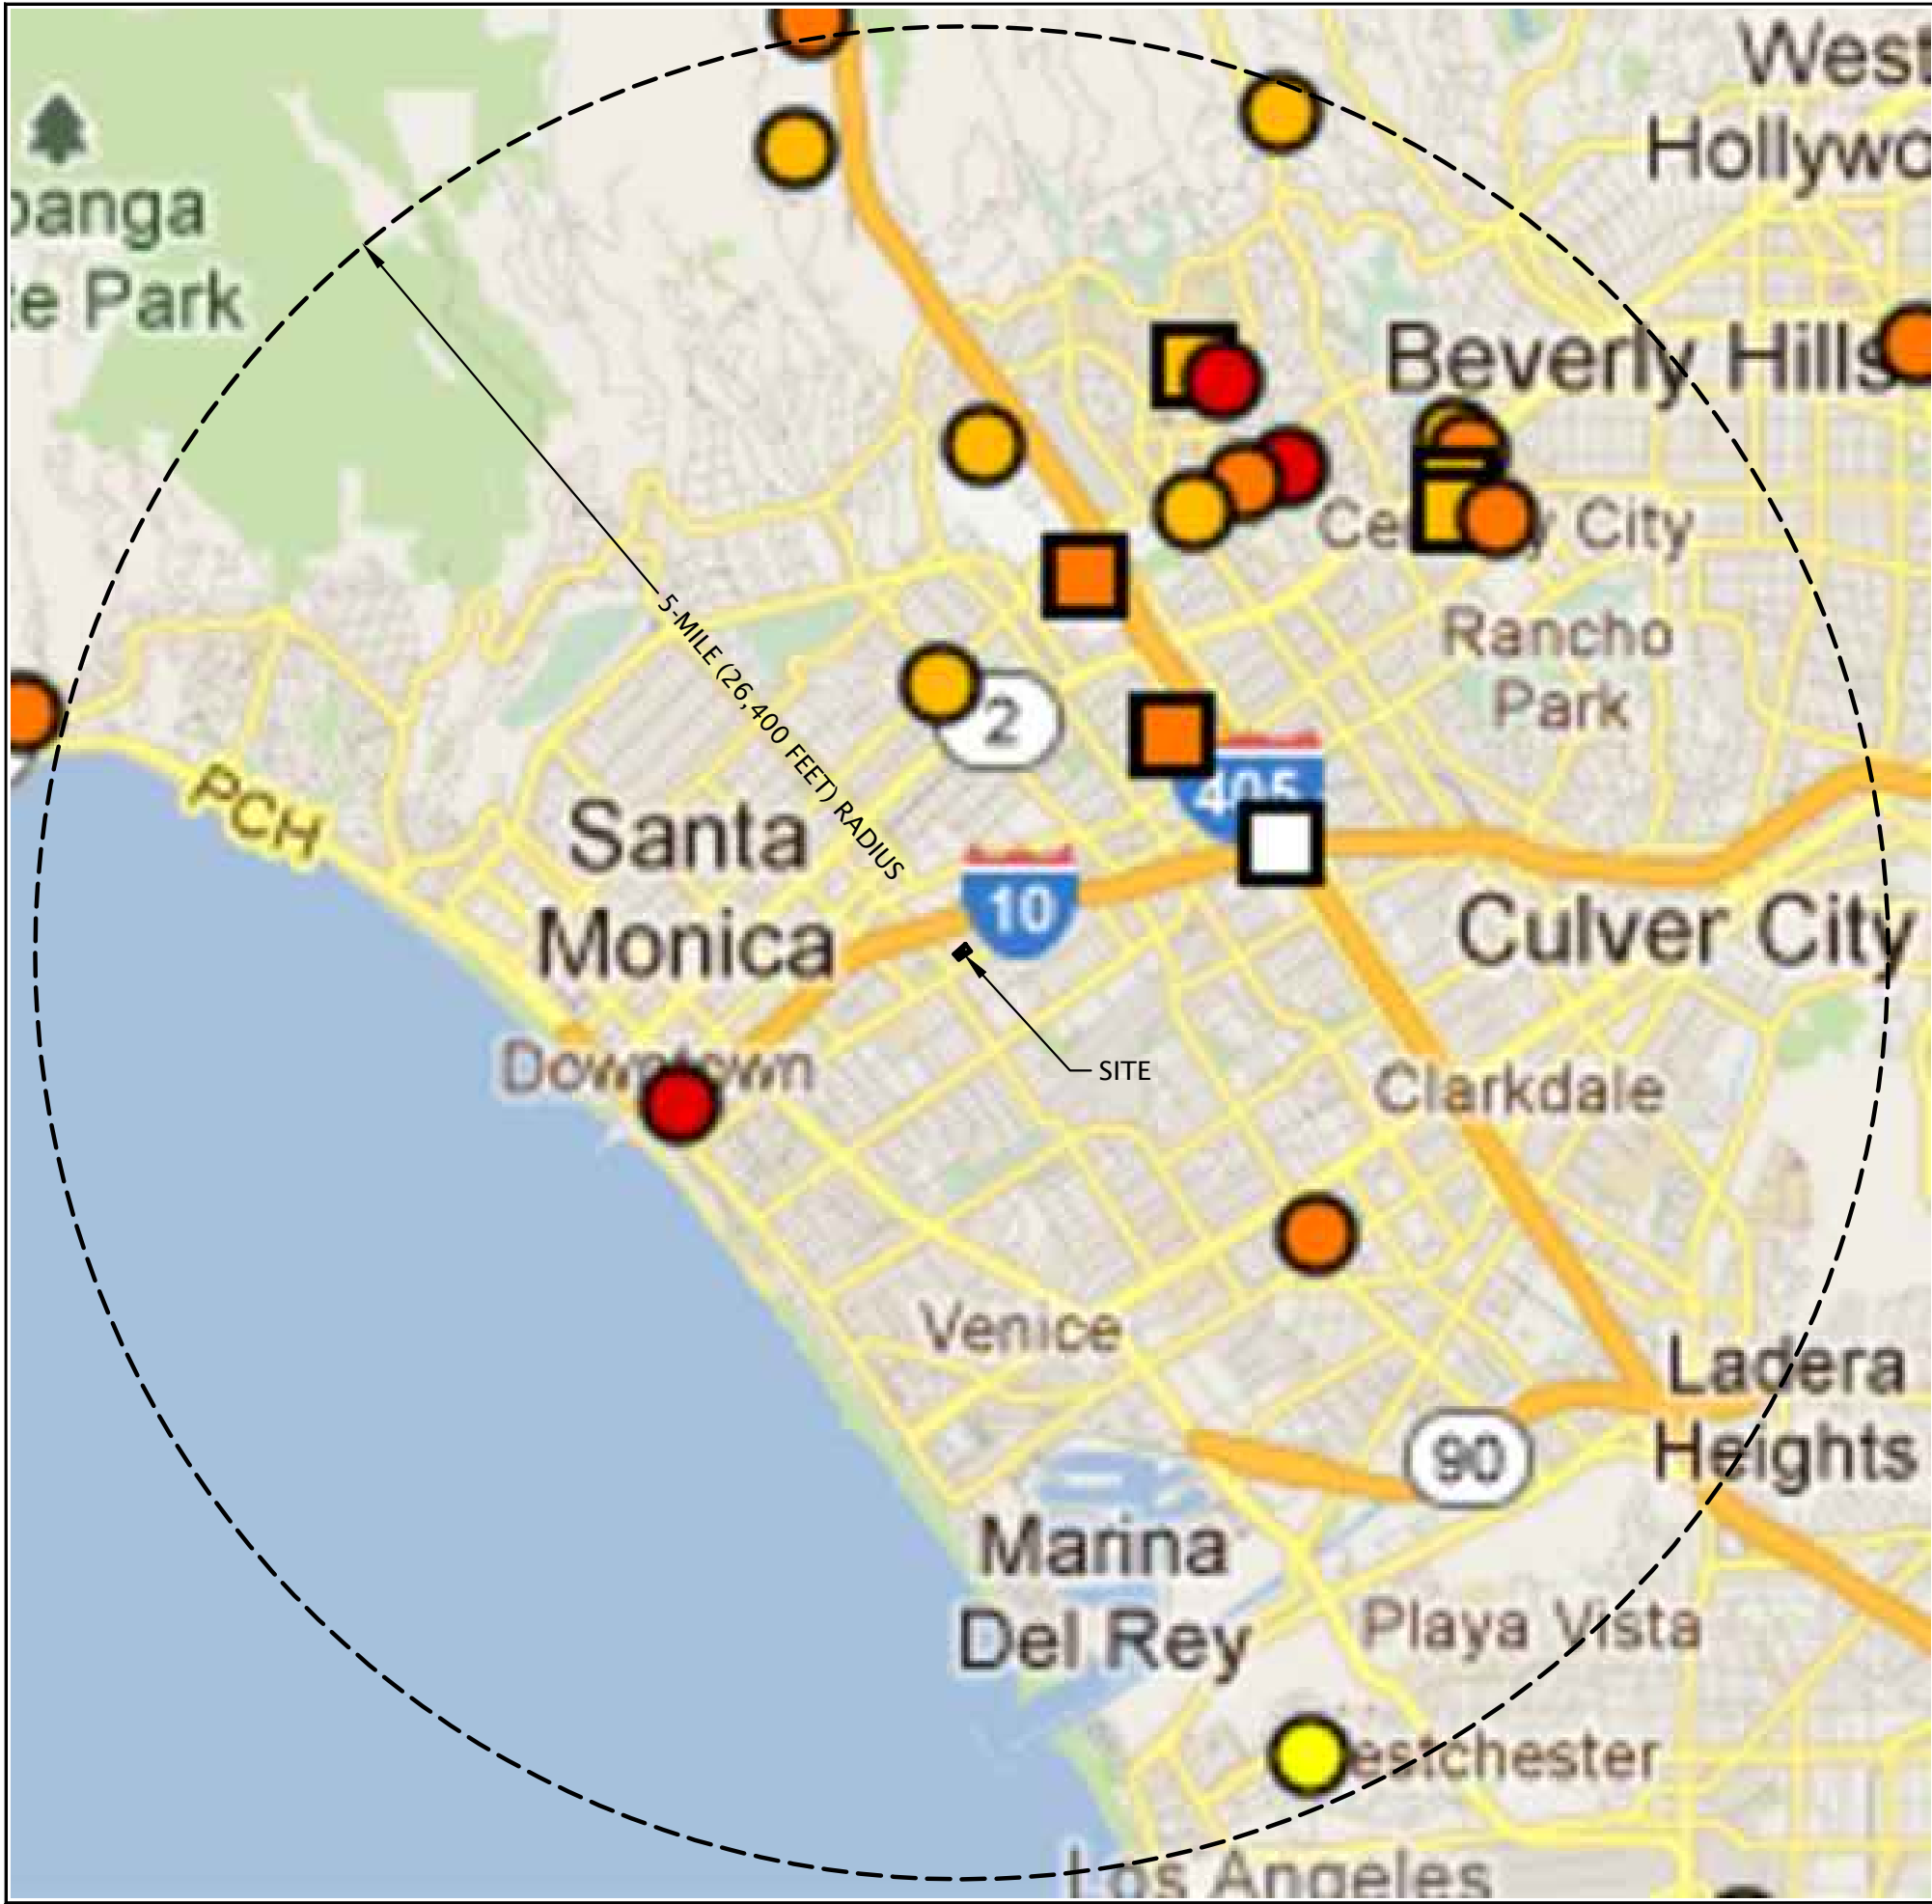 West
Hollywo
panga
te Park
Beverly Hills
City
Rancho
Park
2
5-MILE (26,400 FEET) RADIUS
405
PCH
Santa
Monica
10
Culver City
Downtown
SITE
Clarkdale
Venice
Ladera
Heights
90
Marina
Del Rey
Playa Vista
estchester
Los Angeles